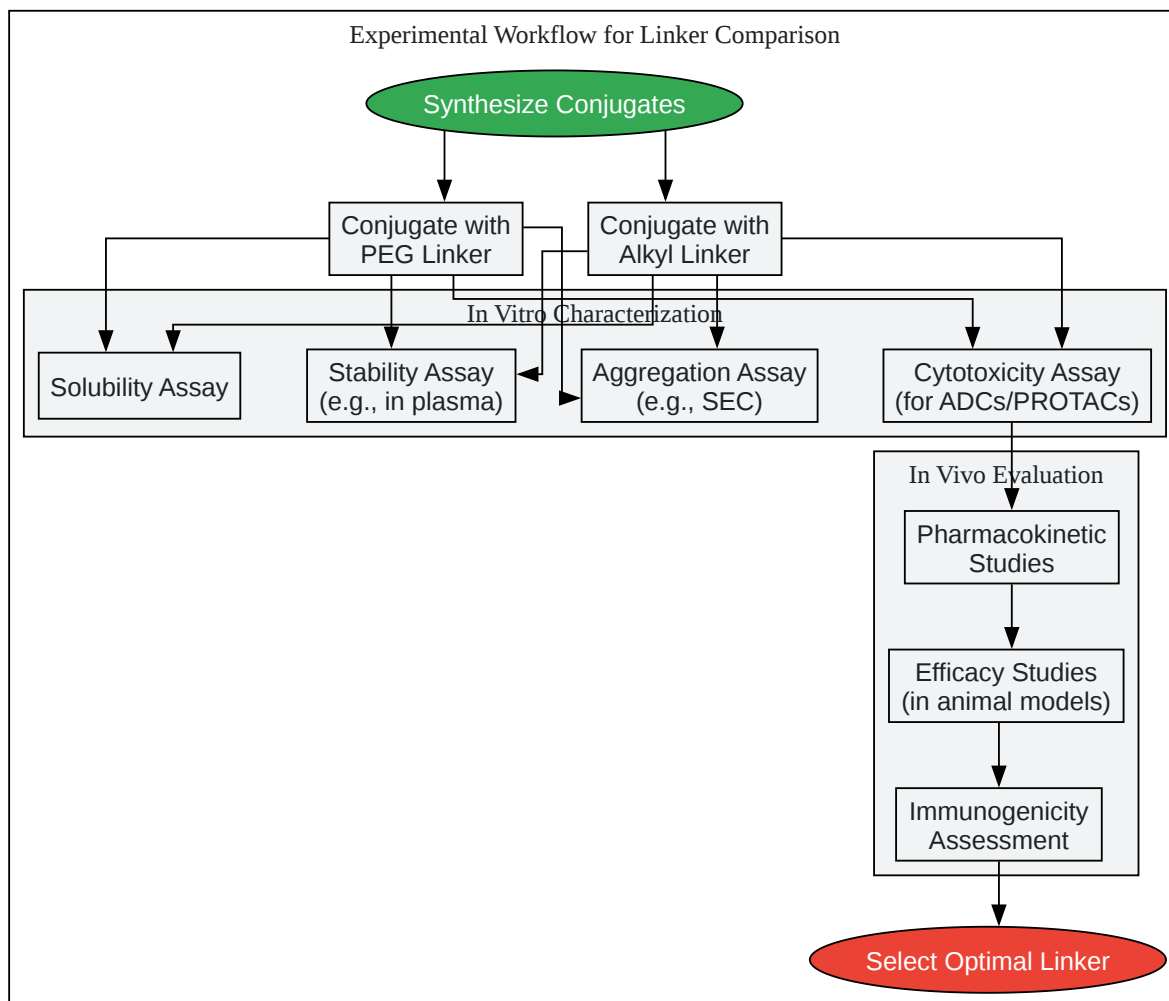 Experimental Workflow for Linker Comparison
Synthesize Conjugates
Conjugate with
PEG Linker
Conjugate with
Alkyl Linker
In Vitro Characterization
Solubility Assay
Stability Assay
(e.g., in plasma)
Aggregation Assay
(e.g., SEC)
Cytotoxicity Assay
(for ADCs/PROTACs)
In Vivo Evaluation
Pharmacokinetic
Studies
Efficacy Studies
(in animal models)
Immunogenicity
Assessment
Select Optimal Linker